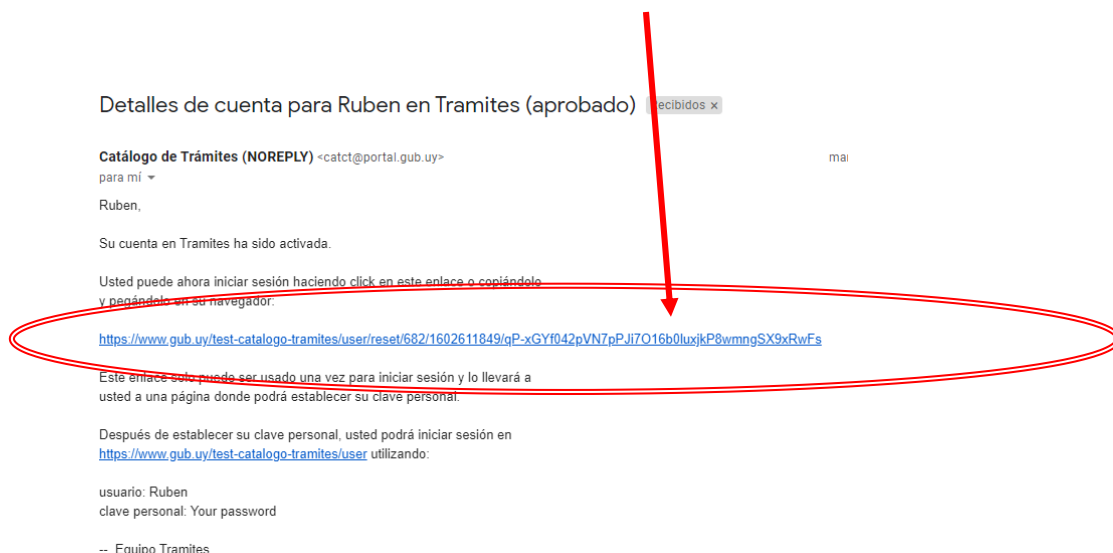 Detalles de cuenta para Ruben en Tramites (aprobado) Recibidos x
Catálogo de Trámites (NOREPLY) <catct@portal.gub.uy>
para mí
Ruben,
Su cuenta en Tramites ha sido activada.
Usted puede ahora iniciar sesión haciendo click en este enlace o copiándolo
y pegándolo en su navegador:
https://www.gub.uy/test-catalogo-tramites/user/reset/682/1602611849/qP-xGYf042pVN7pPJi7O16b0IuxjkP8wmngSX9xRwFs
Este enlace solo puede ser usado una vez para iniciar sesión y lo llevará a
usted a una página donde podrá establecer su clave personal.
Después de establecer su clave personal, usted podrá iniciar sesión en
https://www.gub.uy/test-catalogo-tramites/user utilizando:
usuario: Ruben
clave personal: Your password
-- Equipo Tramites